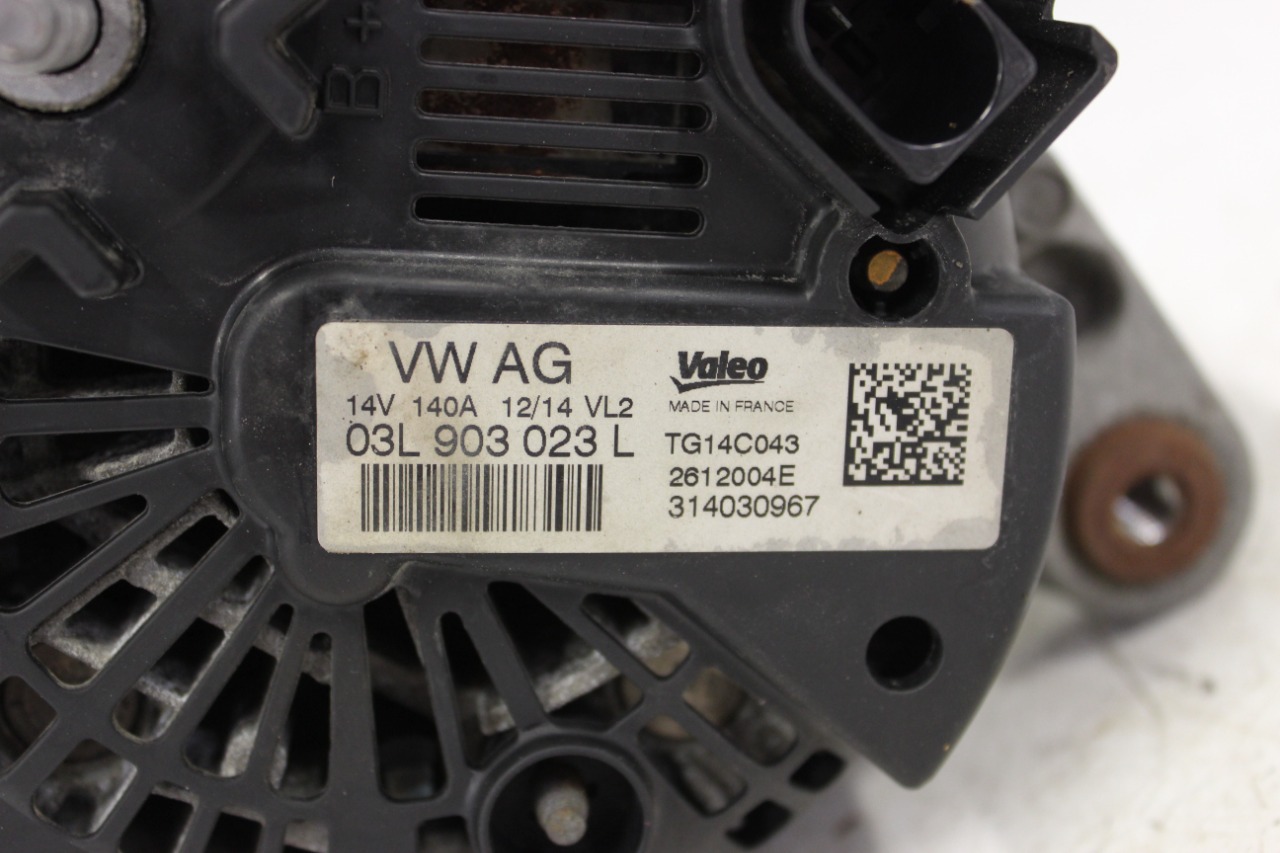 B+
VW AG
14V 140A 12/14 VL2
03L 903 023 L
Valeo
MADE IN FRANCE
TG14C043
2612004E
314030967